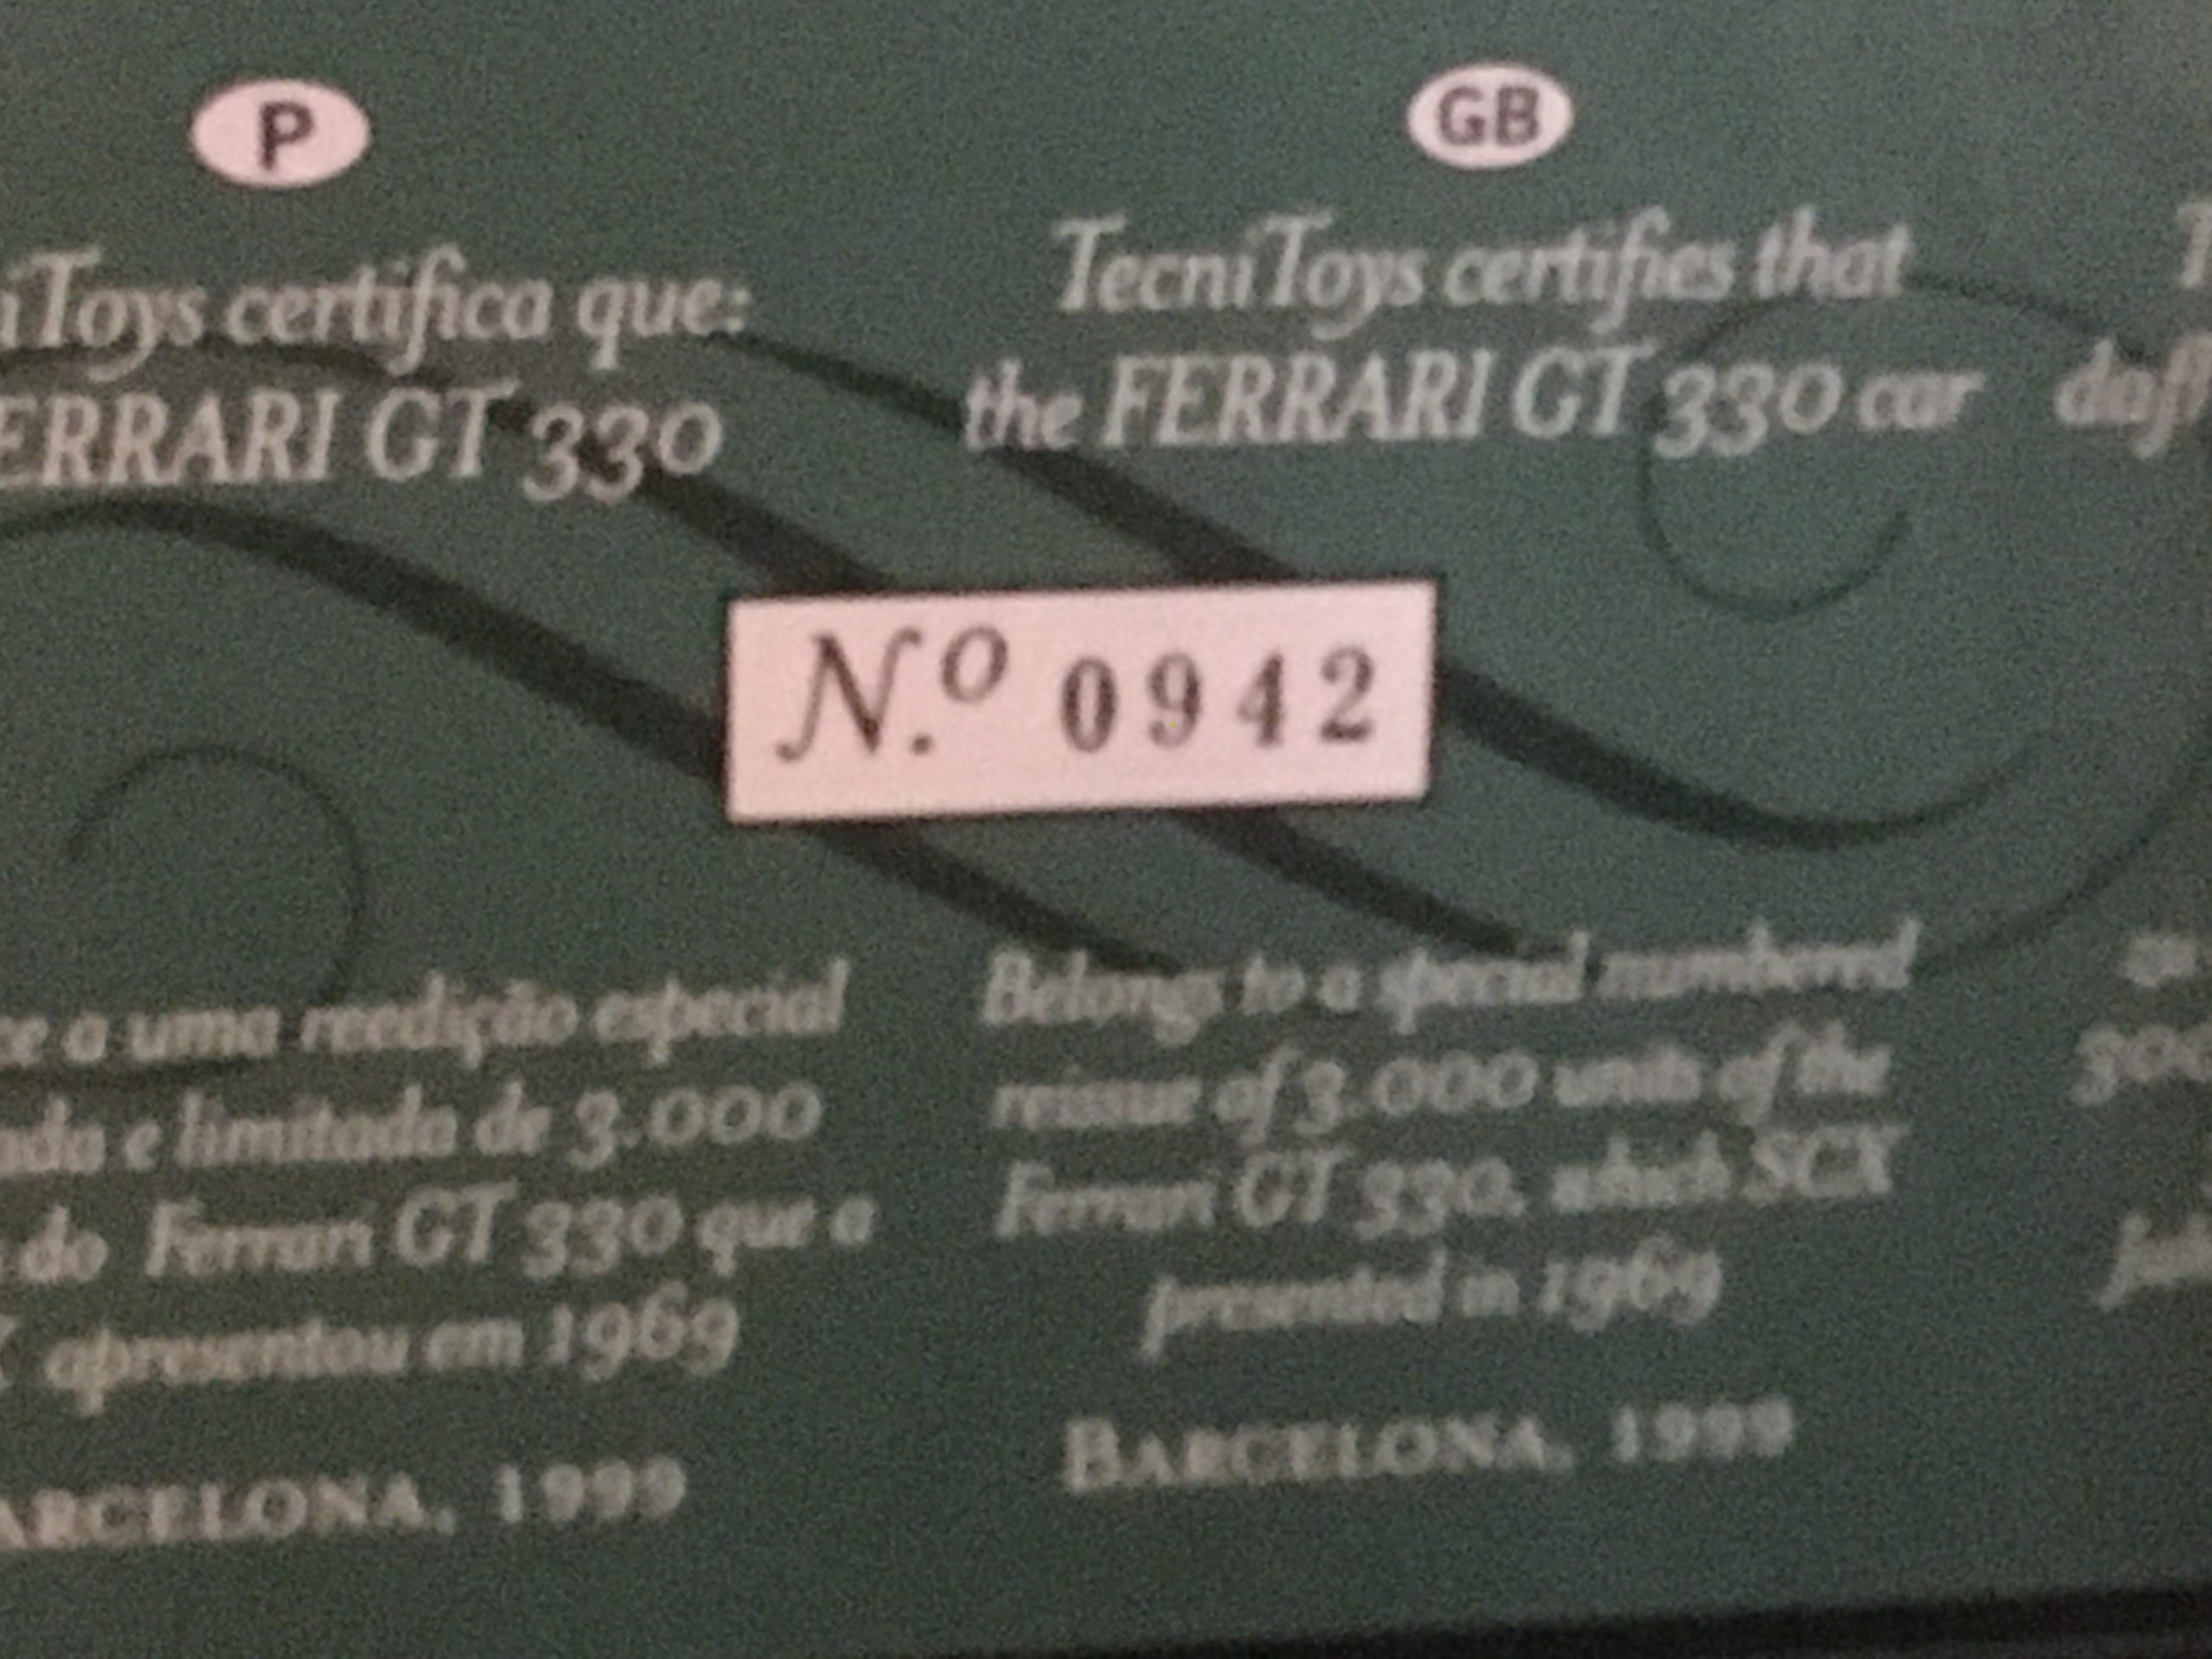 P
iToys certifica que:
ERRARI GT 330
GB
TecniToys certifies that
the FERRARI GT 330 car
N.º 0942
e a uma reedição especial
ada e limitada de 3.000
do Ferrari GT 330 que a
apresentou em 1969
ARCELONA, 1999
Belongs to a special numbered
reissue of 3.000 units of the
Ferrari GT 330, which SCX
presented in 1969
BARCELONA, 1999